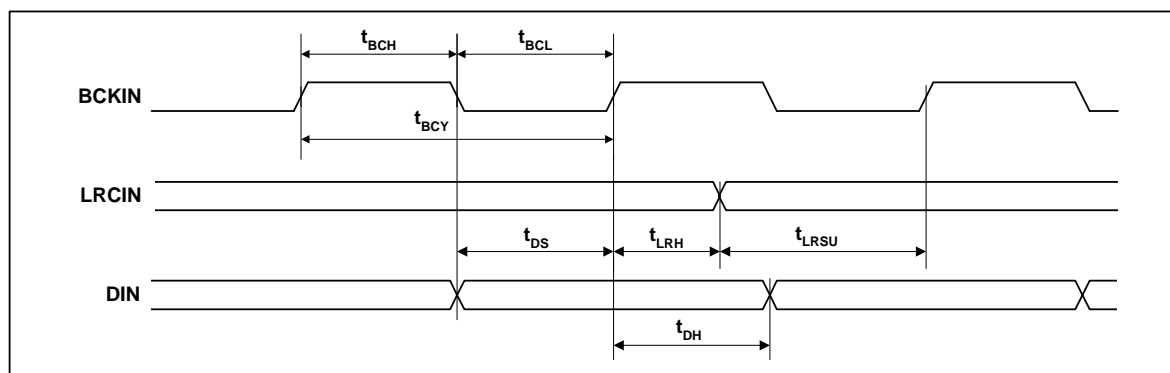 tBCH tBCL
BCKIN
tBCY
LRCIN
tDS tLRH tLRSU
DIN
tDH